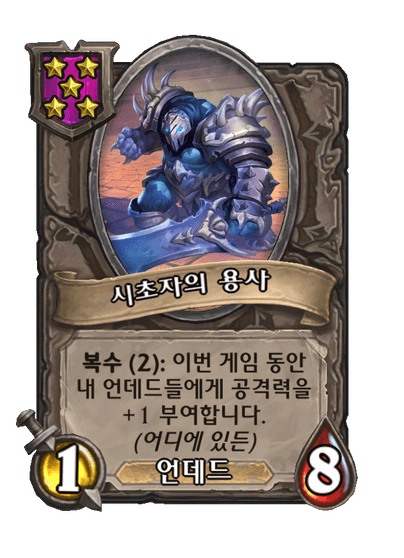 시초자의 용사
복수 (2): 이번 게임 동안
내 언데드들에게 공격력을
+1 부여합니다.
(어디에 있든)
언데드
1
8